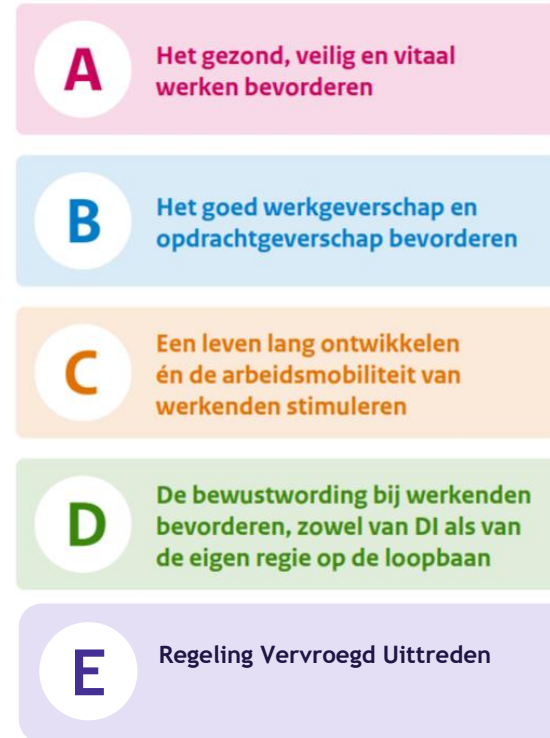 A
Het gezond, veilig en vitaal
werken bevorderen
B
Het goed werkgeverschap en
opdrachtgeverschap bevorderen
C
Een leven lang ontwikkelen
én de arbeidsmobiliteit van
werkenden stimuleren
D
De bewustwording bij werkenden
bevorderen, zowel van DI als van
de eigen regie op de loopbaan
E
Regeling Vervroegd Uittreden